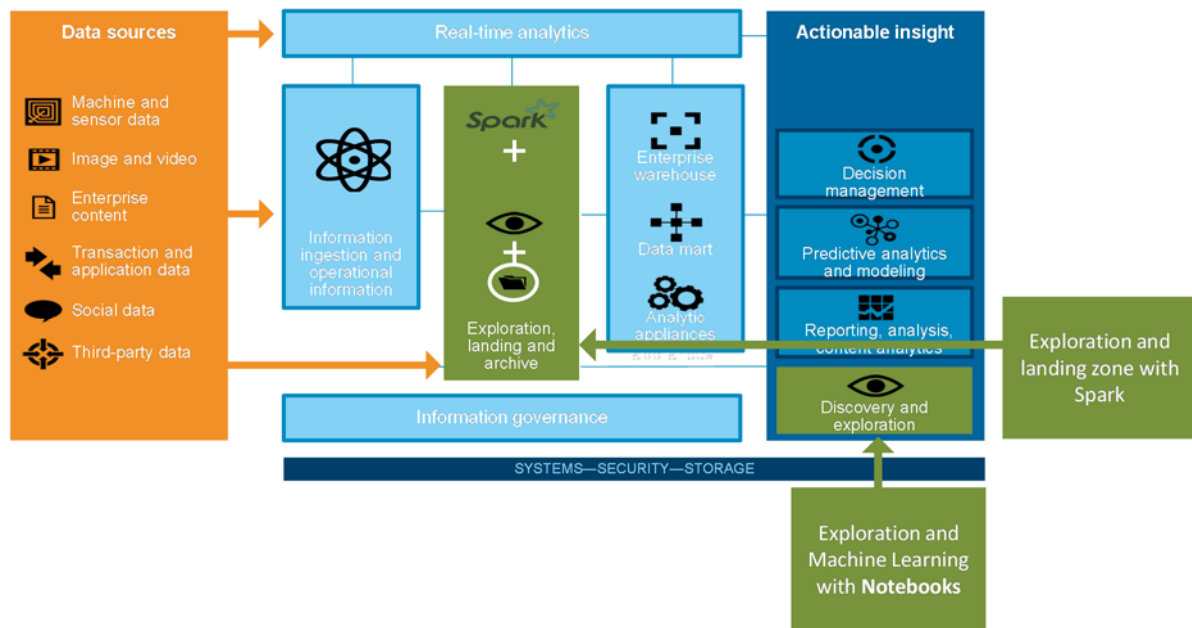 Data sources
Machine and
sensor data
Image and video
Enterprise
content
Transaction and
application data
Social data
Third-party data
Real-time analytics
Information
ingestion and
operational
information
Spark
+
+
Exploration,
landing and
archive
Enterprise
warehouse
Data mart
Analytic
appliances
Information governance
SYSTEMS—SECURITY—STORAGE
Actionable insight
Decision
management
Predictive analytics
and modeling
Reporting, analysis,
content analytics
Discovery and
exploration
Exploration and
landing zone with
Spark
Exploration and
Machine Learning
with Notebooks